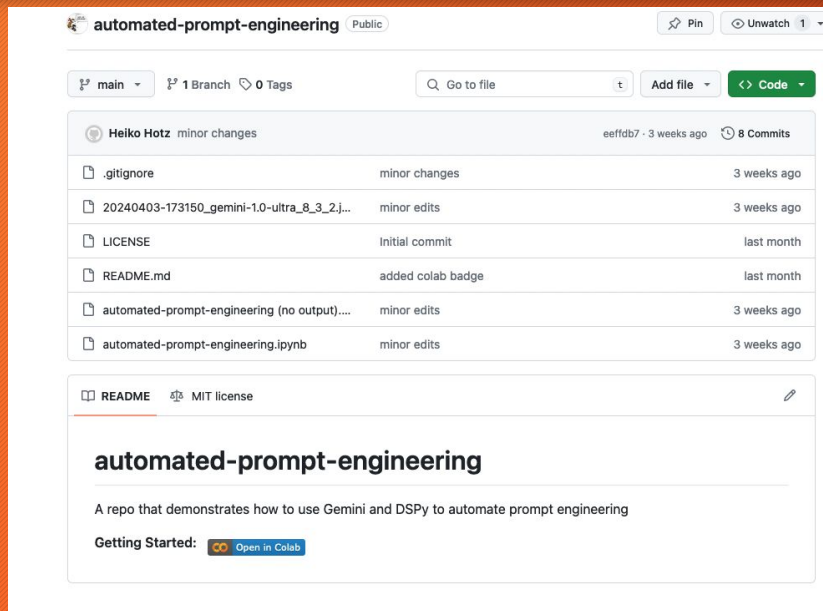 automated-prompt-engineering Public Pin Unwatch 1
main 1 Branch 0 Tags Go to file t Add file <> Code
Heiko Hotz minor changes eeffdb7 · 3 weeks ago 8 Commits
.gitignore minor changes 3 weeks ago
20240403-173150_gemini-1.0-ultra_8_3_2.j... minor edits 3 weeks ago
LICENSE Initial commit last month
README.md added colab badge last month
automated-prompt-engineering (no output).... minor edits 3 weeks ago
automated-prompt-engineering.ipynb minor edits 3 weeks ago
README MIT license
automated-prompt-engineering
A repo that demonstrates how to use Gemini and DSPy to automate prompt engineering
Getting Started: Open in Colab